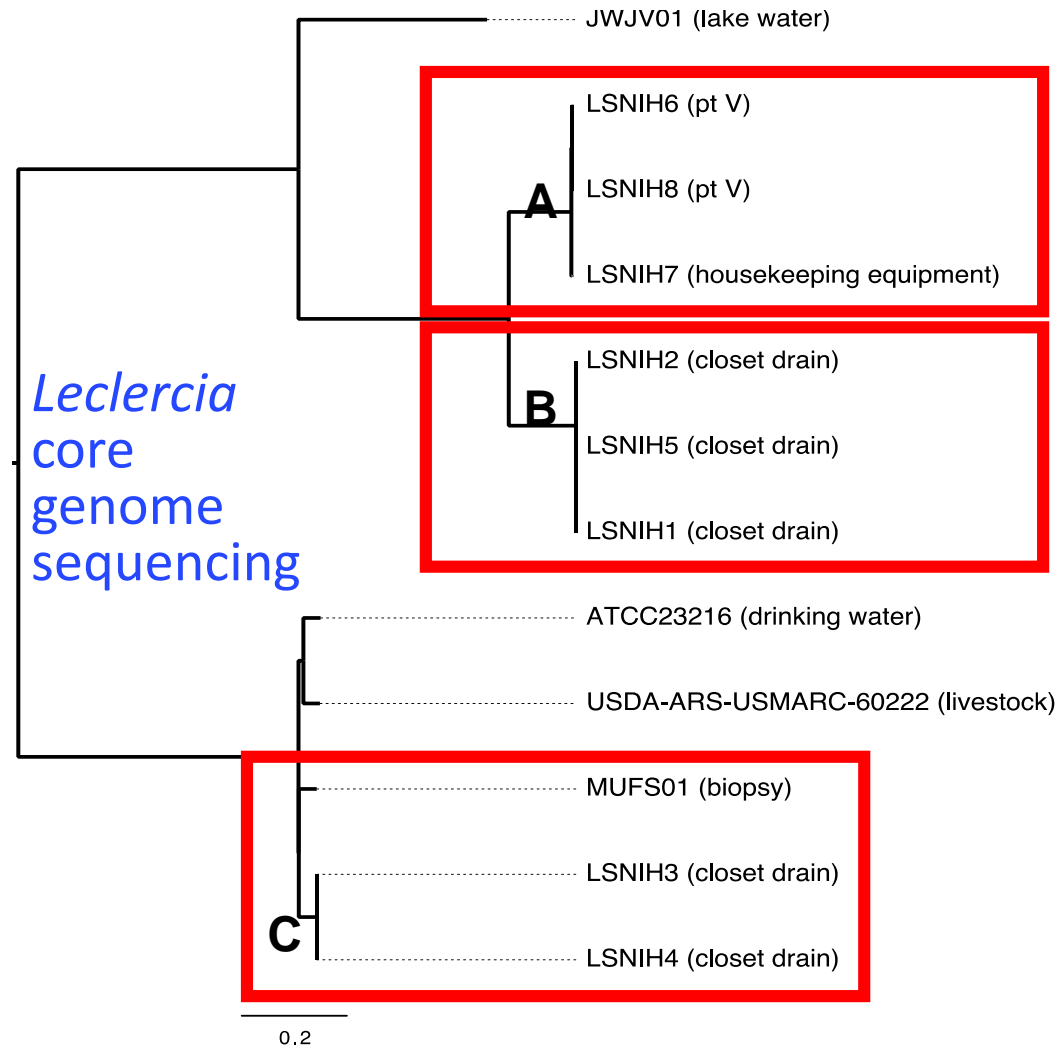 JWJV01 (lake water)
LSNIH6 (pt V)
LSNIH8 (pt V)
A
LSNIH7 (housekeeping equipment)
LSNIH2 (closet drain)
B
LSNIH5 (closet drain)
LSNIH1 (closet drain)
Leclercia
core
genome
sequencing
ATCC23216 (drinking water)
USDA-ARS-USMARC-60222 (livestock)
MUFS01 (biopsy)
LSNIH3 (closet drain)
C
LSNIH4 (closet drain)
0.2